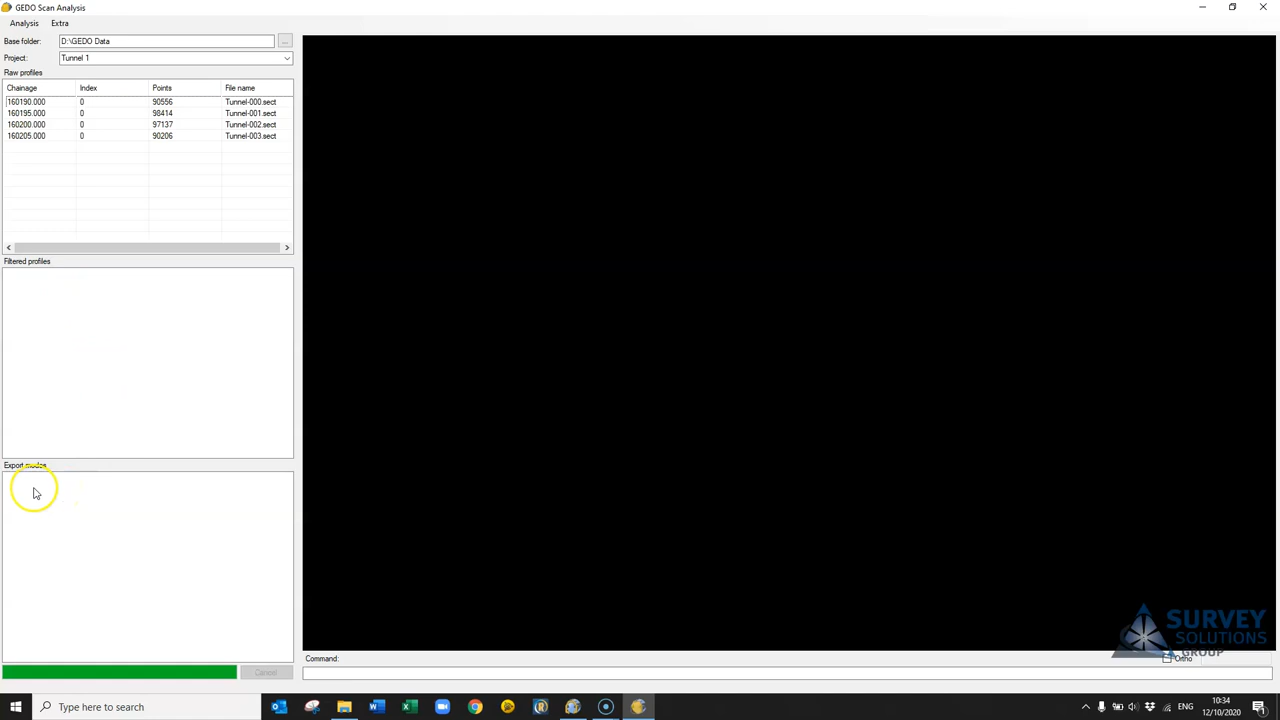 GEDO Scan Analysis
Analysis Extra
Base folder: D:\GEDO Data ...
Project: Tunnel 1
Raw profiles
Chainage Index Points File name
160190.000 0 90556 Tunnel-000.sect
160195.000 0 98414 Tunnel-001.sect
160200.000 0 97137 Tunnel-002.sect
160205.000 0 90206 Tunnel-003.sect
Filtered profiles
Export modes
Cancel
Command:
Ortho
SURVEY
SOLUTIONS
GROUP
Type here to search
ENG
10:34
12/10/2020